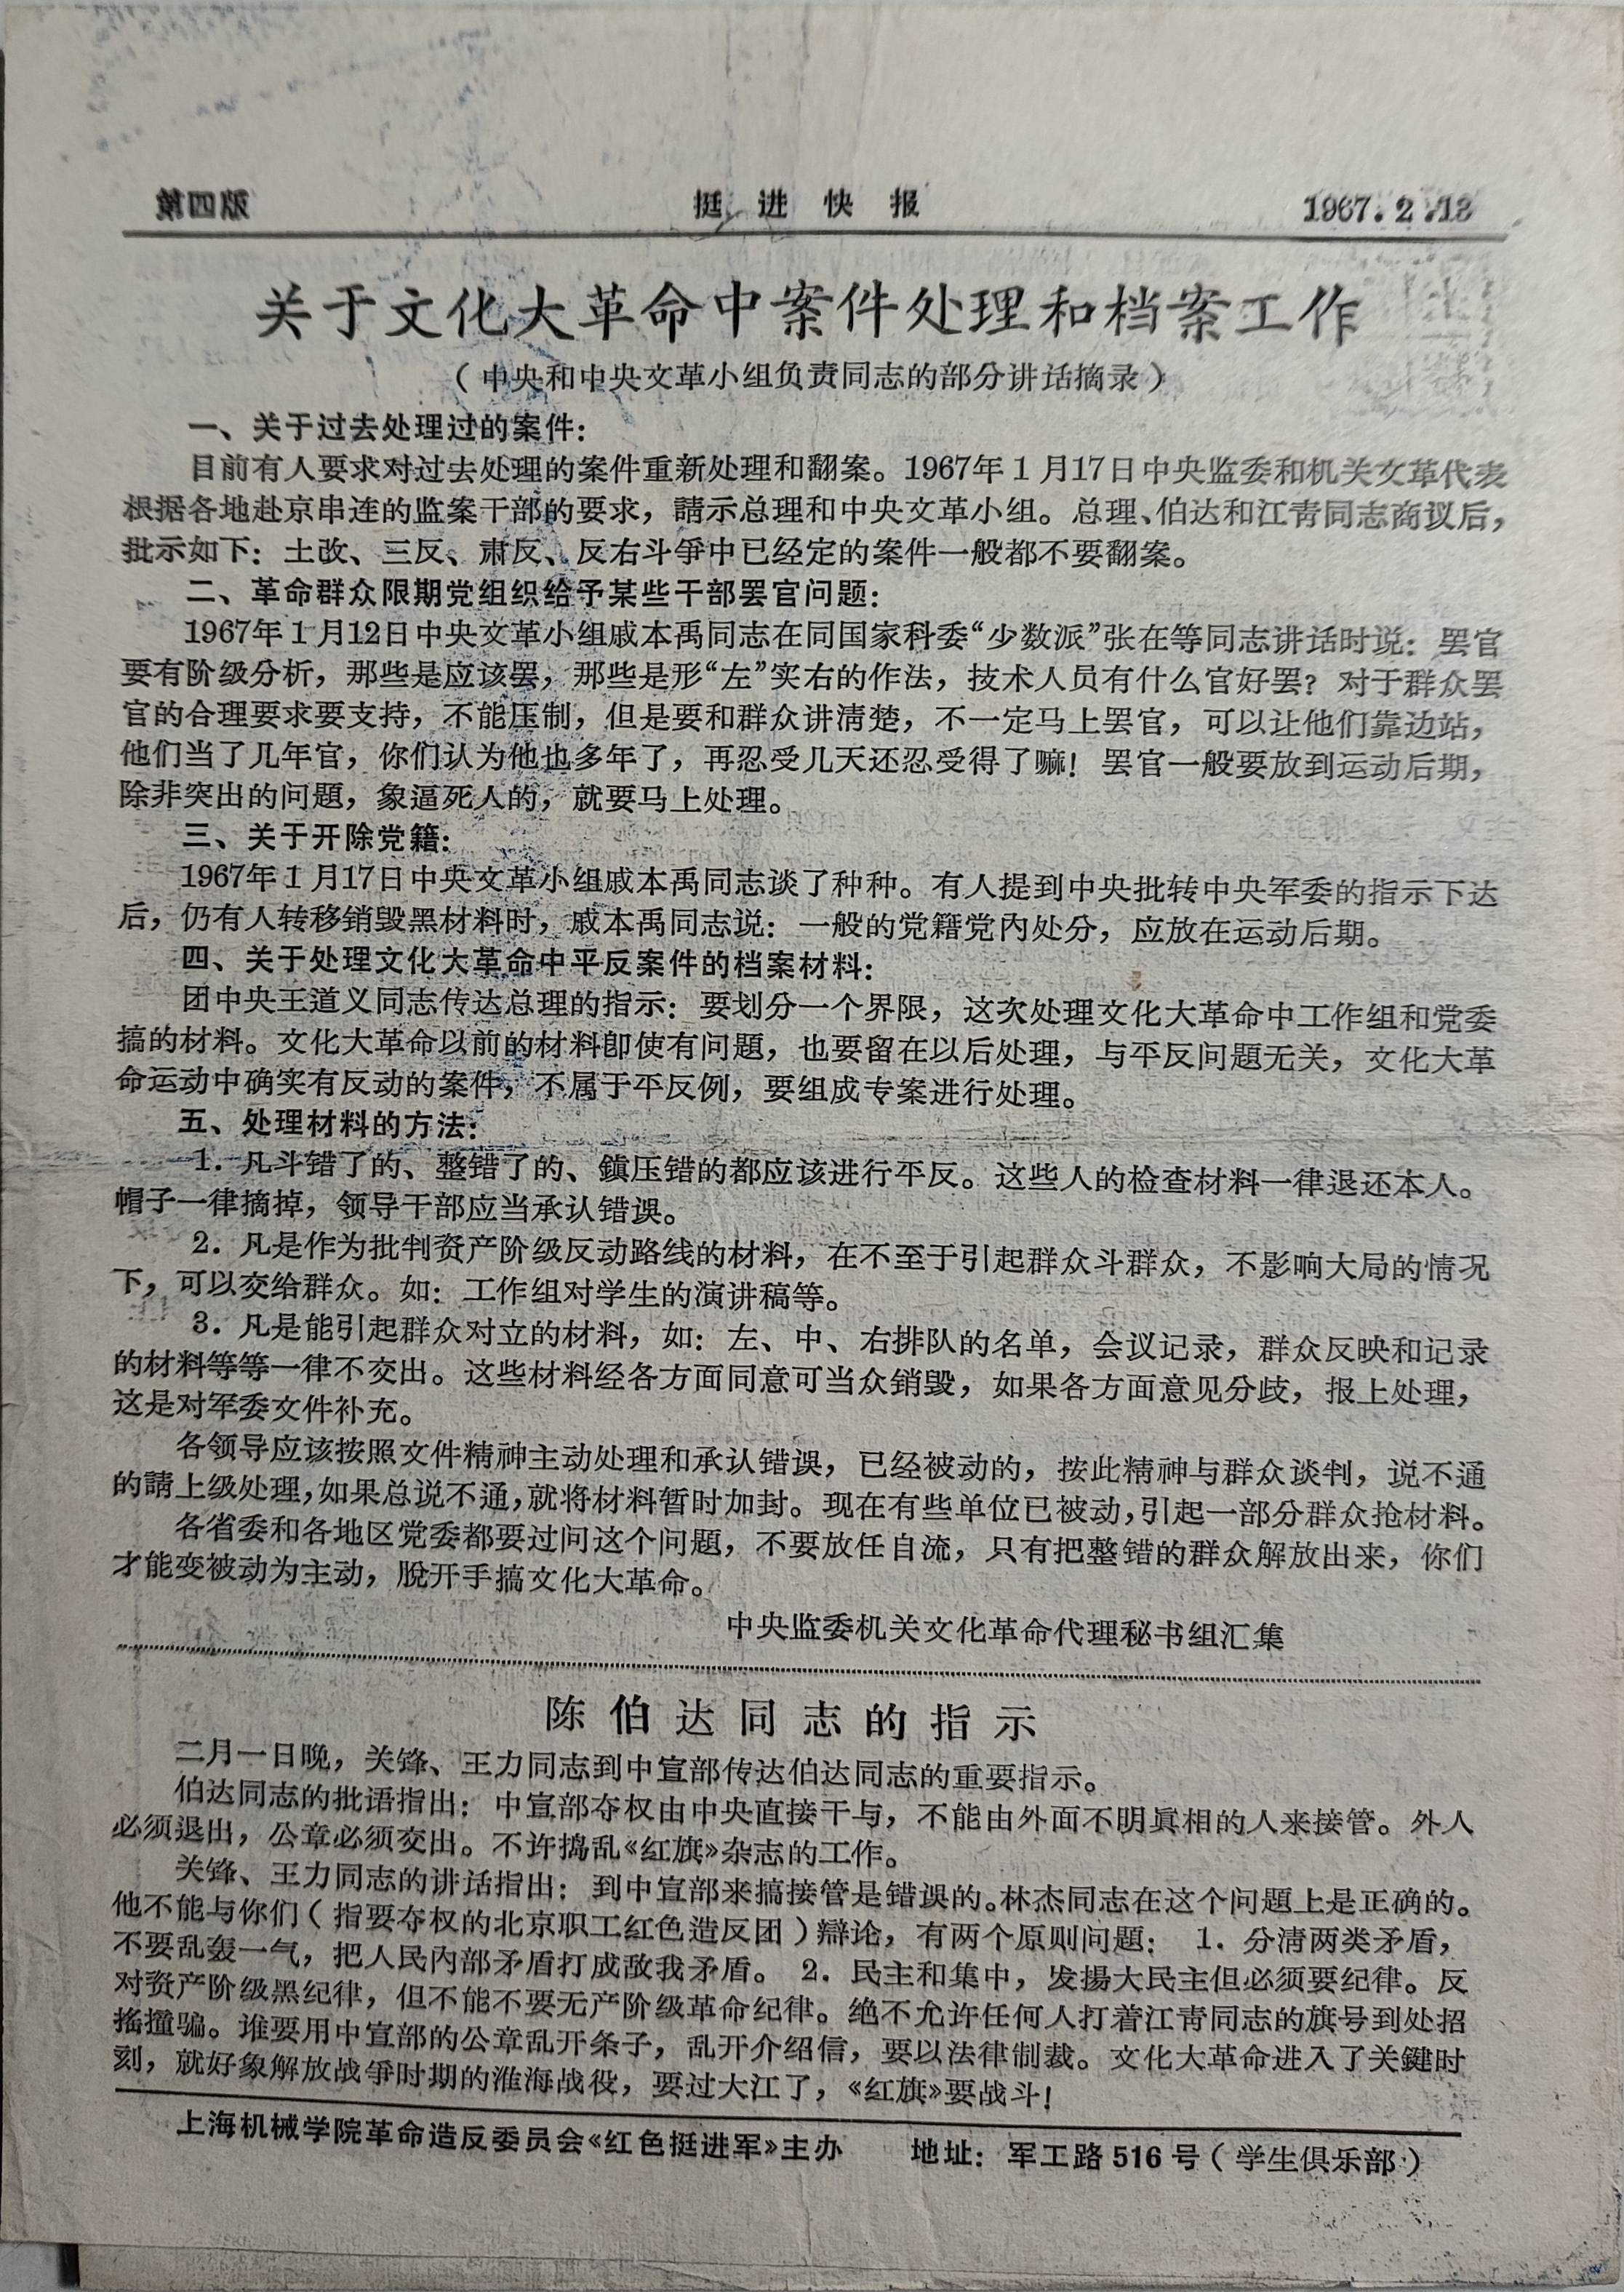 第四版 挺进快报 1967.2.13
关于文化大革命中案件处理和档案工作
（中央和中央文革小组负责同志的部分讲话摘录）
一、关于过去处理过的案件：
目前有人要求对过去处理的案件重新处理和翻案。1967年1月17日中央监委和机关文革代表
根据各地赴京串连的监案干部的要求，請示总理和中央文革小组。总理、伯达和江青同志商议后，
批示如下：土改、三反、肃反、反右斗爭中已经定的案件一般都不要翻案。
二、革命群众限期党组织给予某些干部罢官问题：
1967年1月12日中央文革小组戚本禹同志在同国家科委“少数派”张在等同志讲话时说：罢官
要有阶级分析，那些是应该罢，那些是形“左”实右的作法，技术人员有什么官好罢？对于群众罢
官的合理要求要支持，不能压制，但是要和群众讲清楚，不一定马上罢官，可以让他们靠边站，
他们当了几年官，你们认为他也多年了，再忍受几天还忍受得了嘛！罢官一般要放到运动后期，
除非突出的问题，象逼死人的，就要马上处理。
三、关于开除党籍：
1967年1月17日中央文革小组戚本禹同志谈了种种。有人提到中央批转中央军委的指示下达
后，仍有人转移销毁黑材料时，戚本禹同志说：一般的党籍党内处分，应放在运动后期。
四、关于处理文化大革命中平反案件的档案材料：
团中央王道义同志传达总理的指示：要划分一个界限，这次处理文化大革命中工作组和党委
搞的材料。文化大革命以前的材料卽使有问题，也要留在以后处理，与平反问题无关，文化大革
命运动中确实有反动的案件，不属于平反例，要组成专案进行处理。
五、处理材料的方法：
1．凡斗错了的、整错了的、鎮压错的都应该进行平反。这些人的检查材料一律退还本人。
帽子一律摘掉，领导干部应当承认错误。
2．凡是作为批判资产阶级反动路线的材料，在不至于引起群众斗群众，不影响大局的情况
下，可以交给群众。如：工作组对学生的演讲稿等。
3．凡是能引起群众对立的材料，如：左、中、右排队的名单，会议记录，群众反映和记录
的材料等等一律不交出。这些材料经各方面同意可当众销毁，如果各方面意见分歧，报上处理，
这是对军委文件补充。
各领导应该按照文件精神主动处理和承认错误，已经被动的，按此精神与群众谈判，说不通
的請上级处理，如果总说不通，就将材料暂时加封。现在有些单位已被动，引起一部分群众抢材料。
各省委和各地区党委都要过问这个问题，不要放任自流，只有把整错的群众解放出来，你们
才能变被动为主动，脫开手搞文化大革命。
中央监委机关文化革命代理秘书组汇集
陈伯达同志的指示
二月一日晚，关锋、王力同志到中宣部传达伯达同志的重要指示。
伯达同志的批语指出：中宣部夺权由中央直接干与，不能由外面不明眞相的人来接管。外人
必须退出，公章必须交出。不许捣乱《红旗》杂志的工作。
关锋、王力同志的讲话指出：到中宣部来搞接管是错误的。林杰同志在这个问题上是正确的。
他不能与你们（指要夺权的北京职工红色造反团）辯论，有两个原则问题： 1．分清两类矛盾，
不要乱轰一气，把人民內部矛盾打成敌我矛盾。 2．民主和集中，发揚大民主但必须要纪律。反
对资产阶级黑纪律，但不能不要无产阶级革命纪律。绝不允许任何人打着江青同志的旗号到处招
搖撞骗。谁要用中宣部的公章乱开条子，乱开介绍信，要以法律制裁。文化大革命进入了关鍵时
刻，就好象解放战爭时期的淮海战役，要过大江了，《红旗》要战斗！
上海机械学院革命造反委员会《红色挺进军》主办 地址：军工路516号（学生俱乐部）